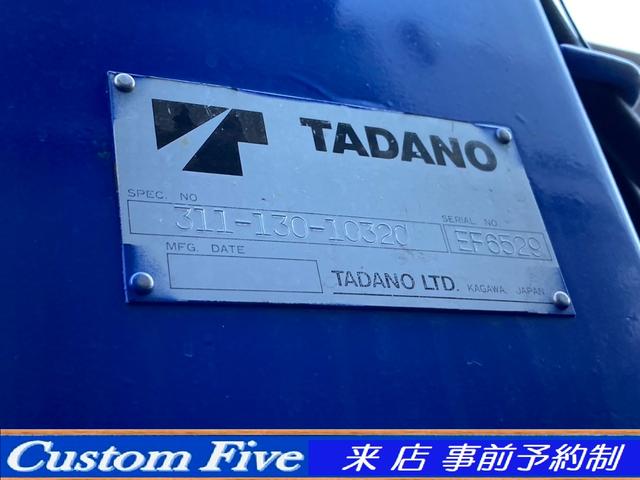 TADANO
SPEC. NO
311-130-10320
SERIAL NO.
EF6529
MFG. DATE
TADANO LTD. KAGAWA, JAPAN
Custom Five 来店 事前予約制